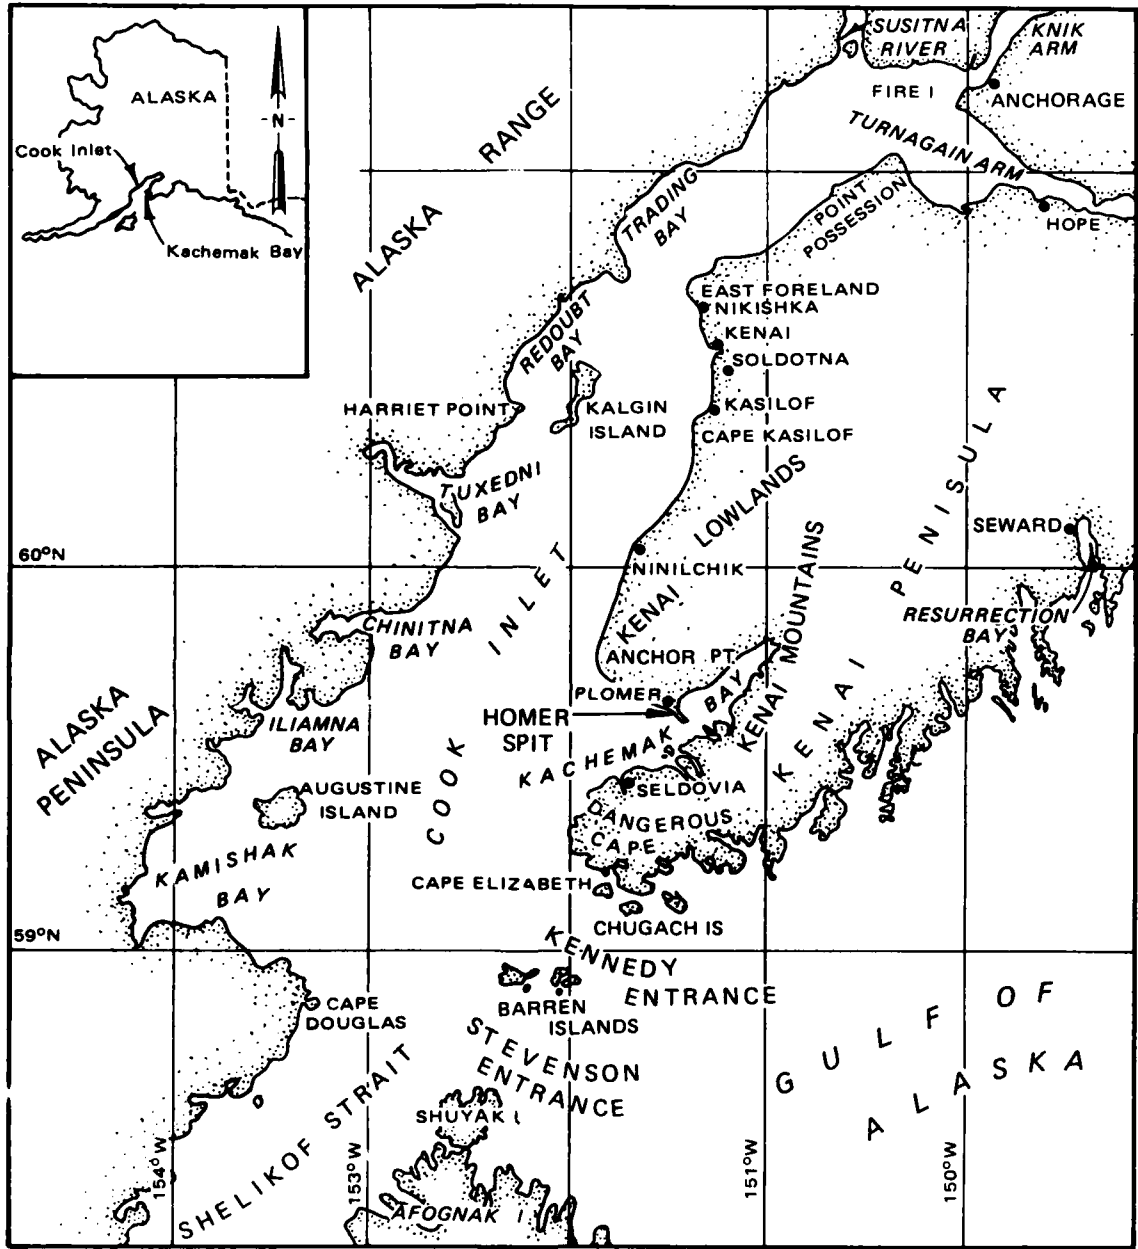 ALASKA
-N-
Cook Inlet
Kachemak Bay
SUSITNA
RIVER
KNIK
ARM
FIRE I
ANCHORAGE
TURNAGAIN ARM
HOPE
ALASKA RANGE
TRADING
BAY
POINT
POSSESSION
EAST FORELAND
NIKISHKA
KENAI
SOLDOTNA
KASILOF
CAPE KASILOF
REDOUBT
BAY
HARRIET POINT
KALGIN
ISLAND
TUXEDNI
BAY
KENAI LOWLANDS
KENAI PENISULA
SEWARD
60°N
NINILCHIK
RESURRECTION
BAY
CHINITNA
BAY
COOK INLET
ANCHOR PT
KENAI MOUNTAINS
PLOMER
HOMER
SPIT
KACHEMAK BAY
ALASKA
PENINSULA
ILIAMNA
BAY
AUGUSTINE
ISLAND
SELDOVIA
DANGEROUS
CAPE
KAMISHAK
BAY
CAPE ELIZABETH
CHUGACH IS
59°N
KENNEDY
ENTRANCE
BARREN
ISLANDS
CAPE
DOUGLAS
STEVENSON
ENTRANCE
GULF OF
ALASKA
SHELIKOF STRAIT
SHUYAK I
AFOGNAK I
154°W
153°W
151°W
150°W